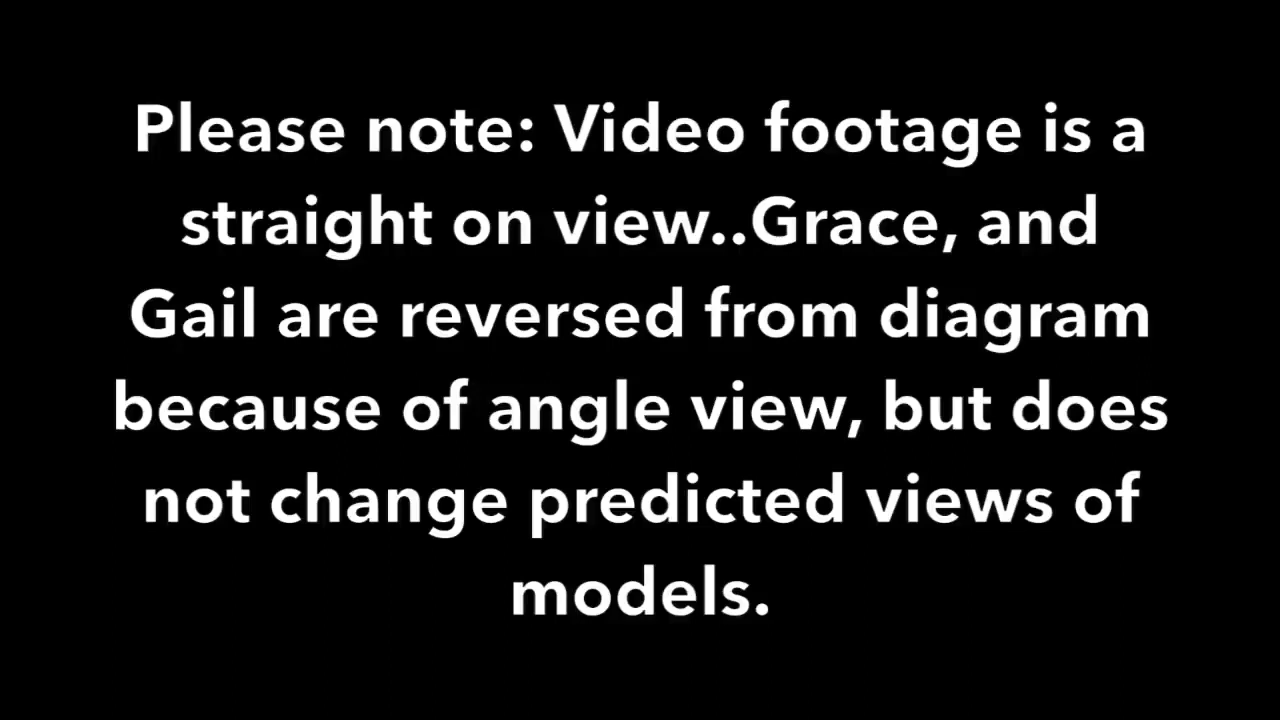 Please note: Video footage is a
straight on view..Grace, and
Gail are reversed from diagram
because of angle view, but does
not change predicted views of
models.